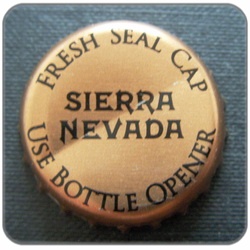 FRESH SEAL CAP
SIERRA
NEVADA
USE BOTTLE OPENER